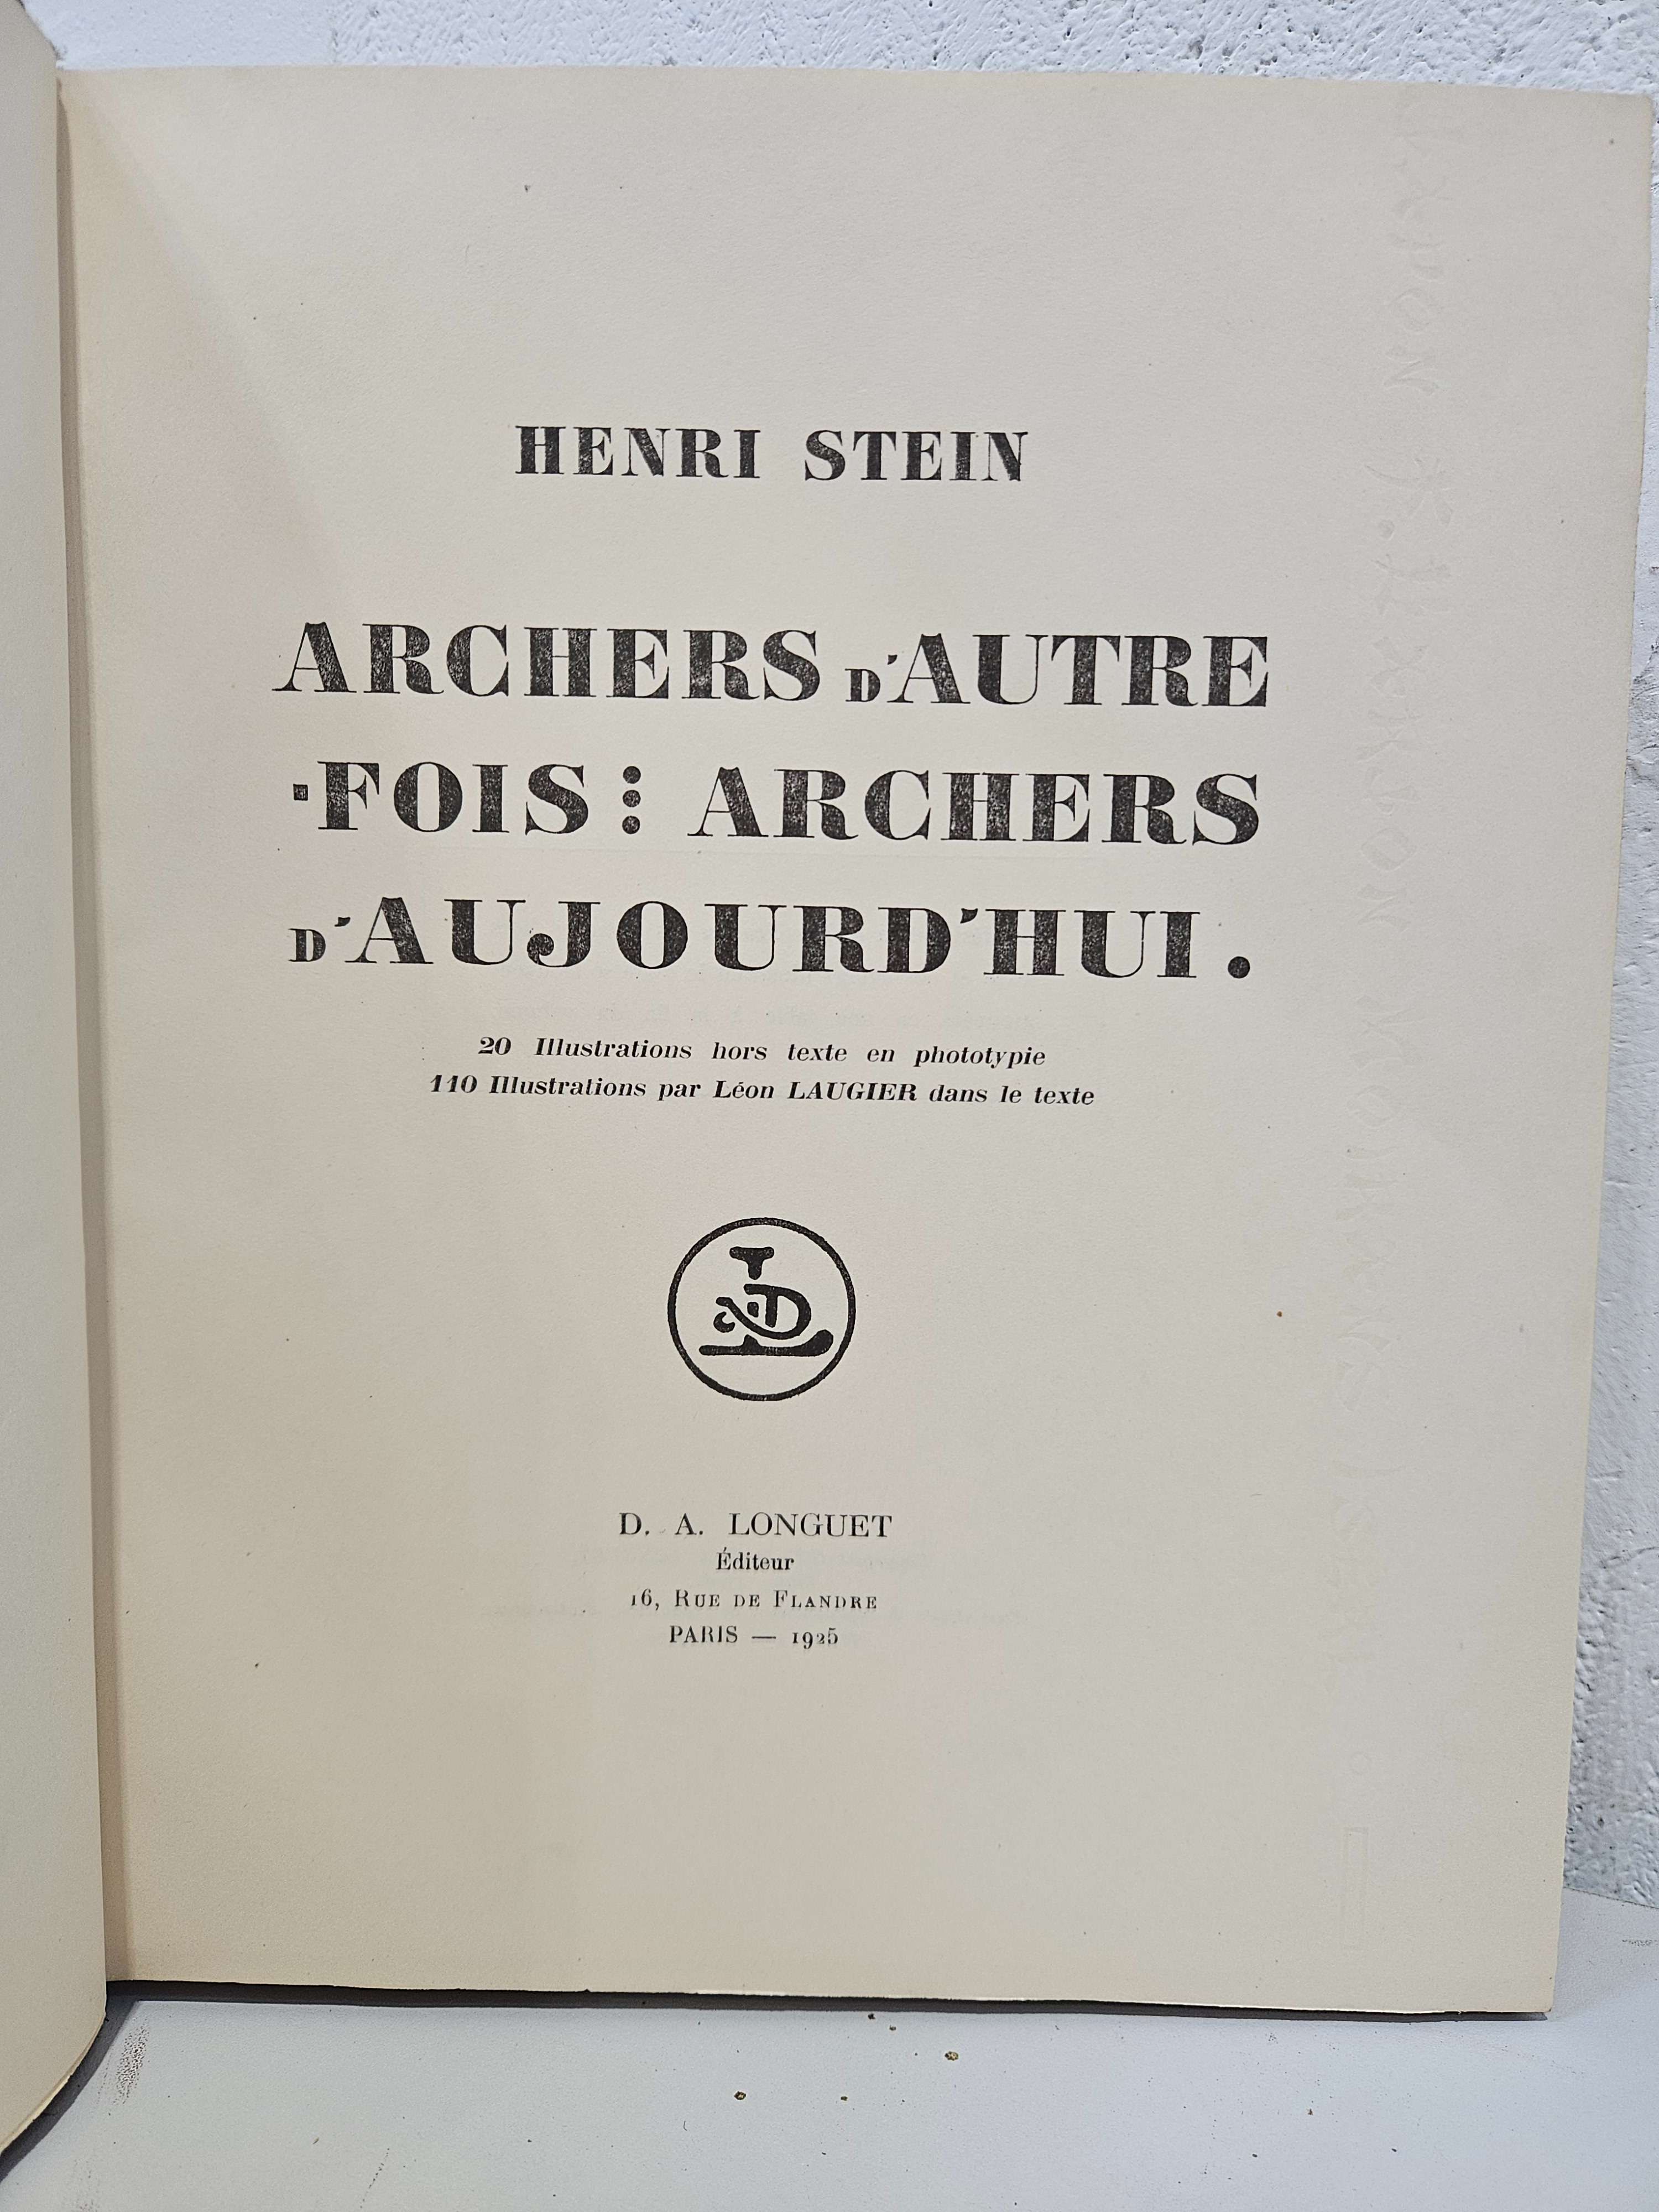 HENRI STEIN
ARCHERS D'AUTRE
·FOIS ⁝ ARCHERS
D'AUJOURD'HUI.
20 Illustrations hors texte en phototypie
110 Illustrations par Léon LAUGIER dans le texte
D. A. LONGUET
Éditeur
16, RUE DE FLANDRE
PARIS — 1925